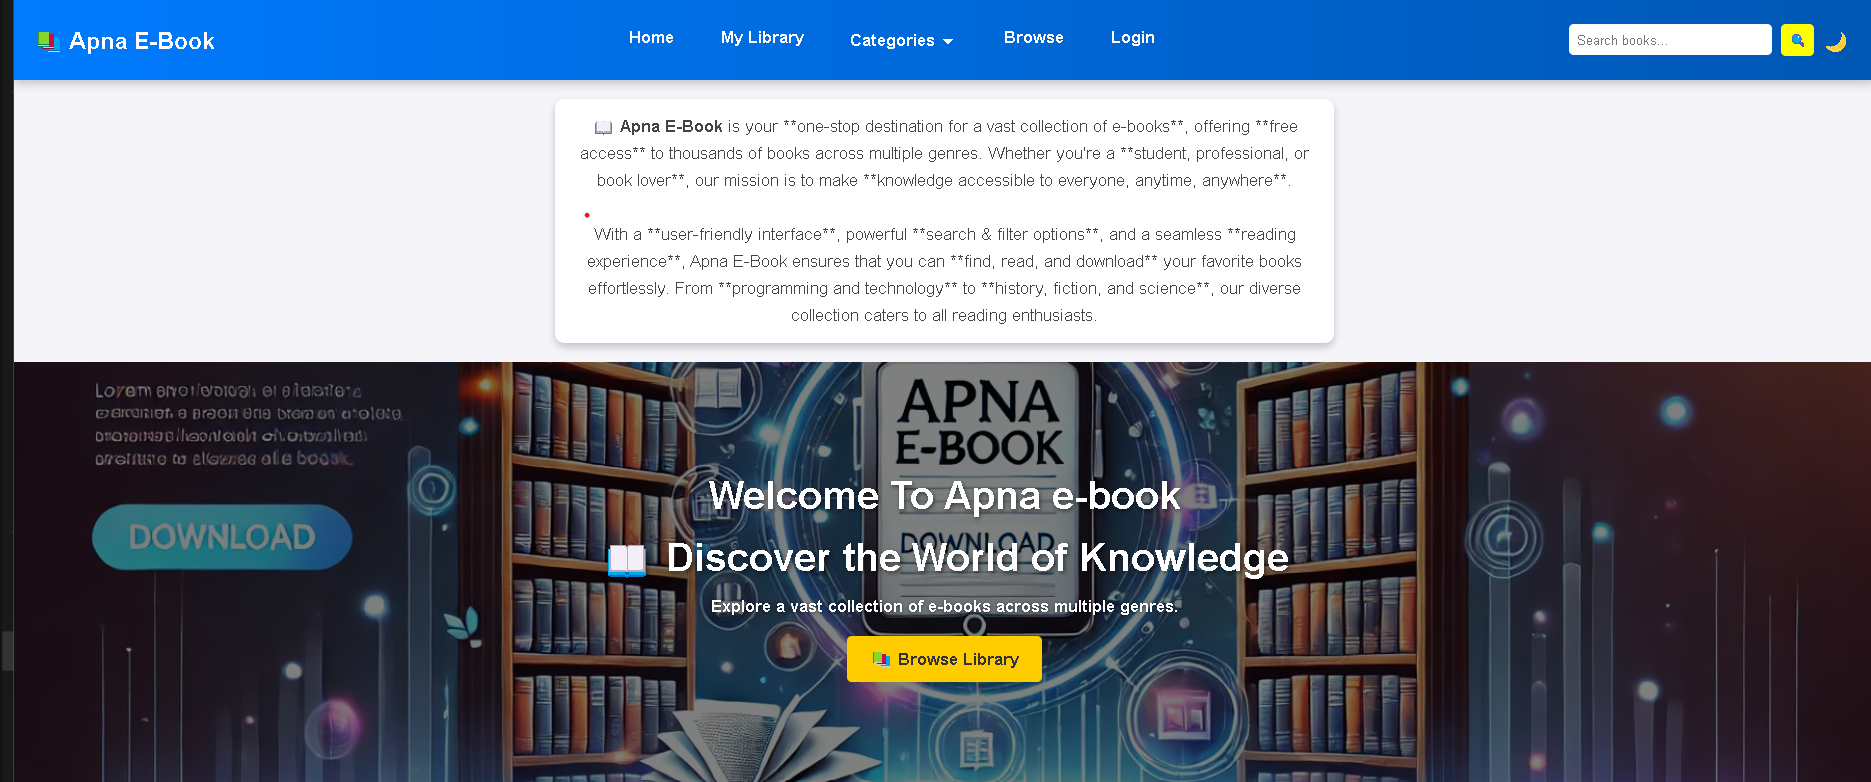 Apna E-Book
Home
My Library
Categories
Browse
Login
Search books...
Apna E-Book is your **one-stop destination for a vast collection of e-books**, offering **free
access** to thousands of books across multiple genres. Whether you're a **student, professional, or
book lover**, our mission is to make **knowledge accessible to everyone, anytime, anywhere**.
With a **user-friendly interface**, powerful **search & filter options**, and a seamless **reading
experience**, Apna E-Book ensures that you can **find, read, and download** your favorite books
effortlessly. From **programming and technology** to **history, fiction, and science**, our diverse
collection caters to all reading enthusiasts.
APNA
E-BOOK
DOWNLOAD
Welcome To Apna e-book
DOWNLOAD
Discover the World of Knowledge
Explore a vast collection of e-books across multiple genres.
Browse Library